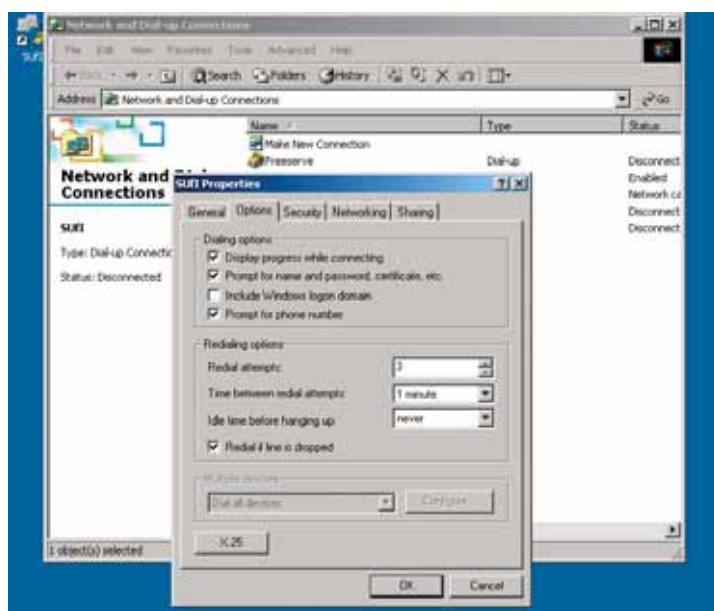 Network and Dial-up Connections
File Edit View Favorites Tools Advanced Help
Search Folders History
Address Network and Dial-up Connections Go
Name Type Status
Make New Connection
Freeserve Dial-up Disconnect
Enabled
Network ca
Disconnect
Disconnect
Network and
Connections
Type: Dial-up Connectio
Status: Disconnected
Properties
General Options Security Networking Sharing
Dialing options
Display progress while connecting
Prompt for name and password, certificate, etc.
Include Windows logon domain
Prompt for phone number
Redialing options
Redial attempts: 3
Time between redial attempts: 1 minute
Idle time before hanging up: never
Redial if line is dropped
Multiple devices
Dial all devices Configure
X.25
1 object(s) selected
OK Cancel